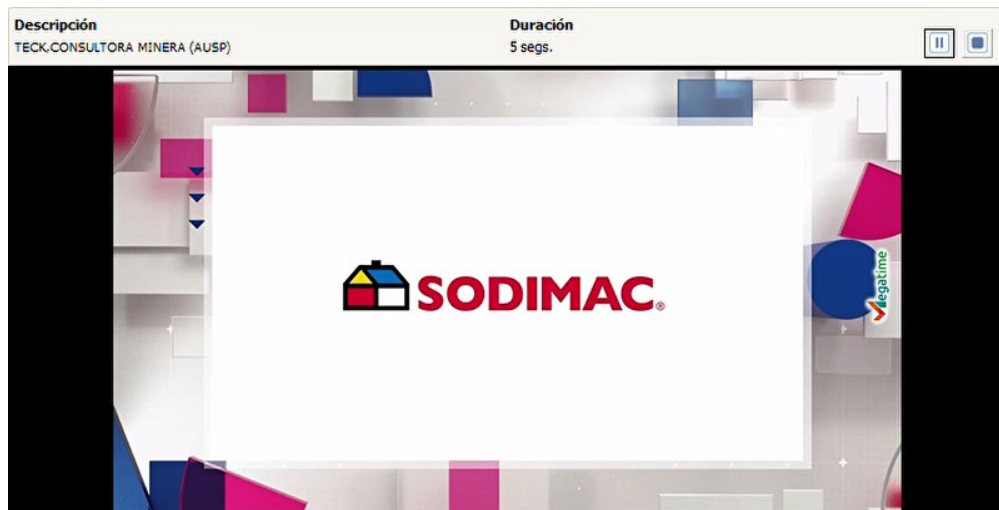 Descripción
TECK,CONSULTORA MINERA (AUSP)
Duración
5 segs.
SODIMAC®
Megatime